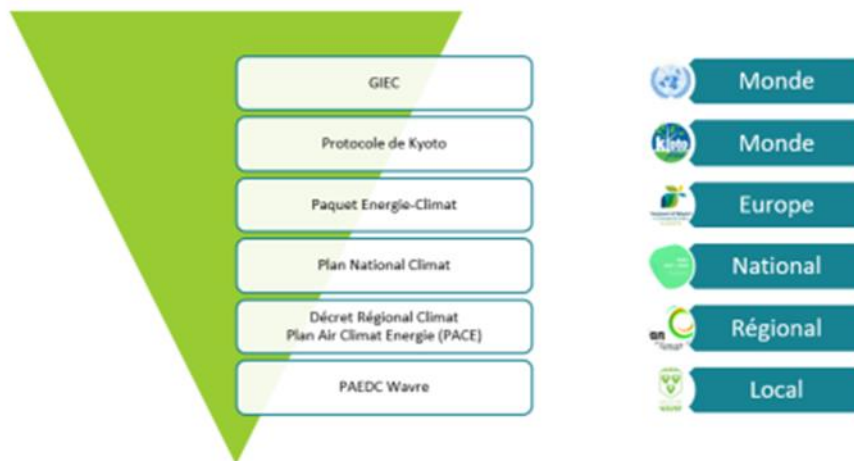 GIEC
Monde
Protocole de Kyoto
Monde
Paquet Energie-Climat
Europe
Plan National Climat
National
Décret Régional Climat
Plan Air Climat Energie (PACE)
Régional
PAEDC Wavre
Local